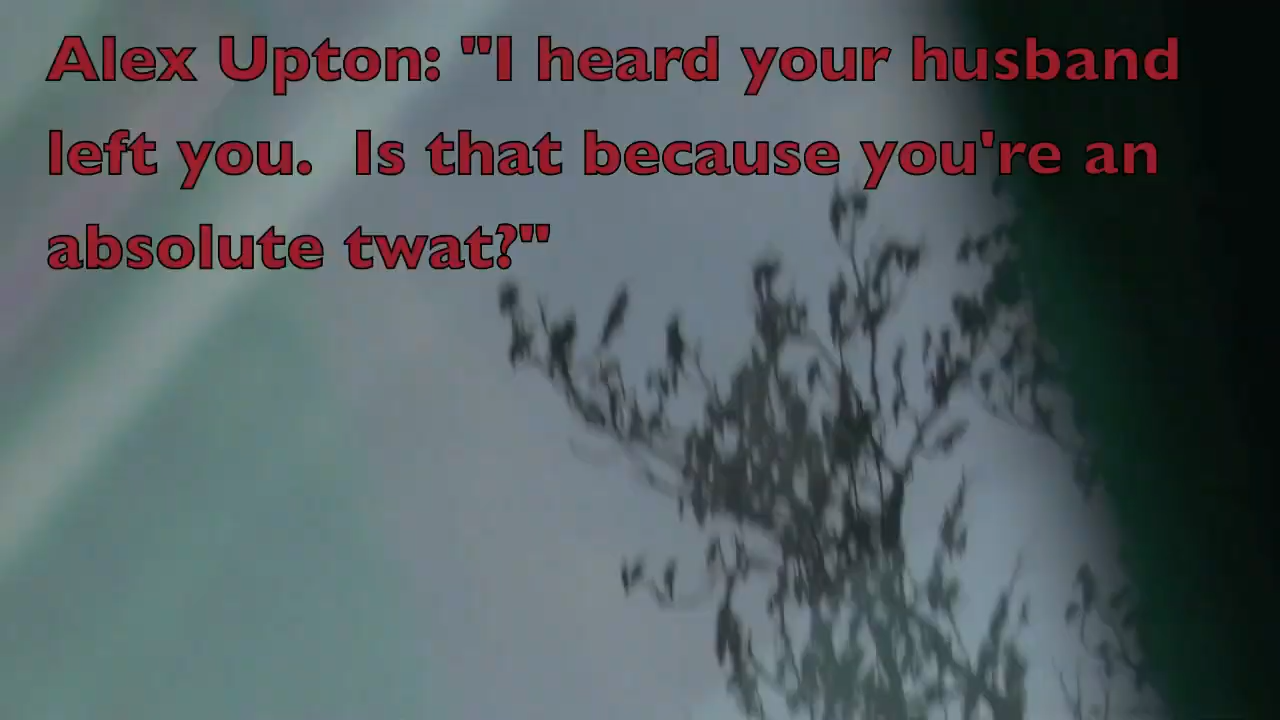 Alex Upton: "I heard your husband
left you.  Is that because you're an
absolute twat?"